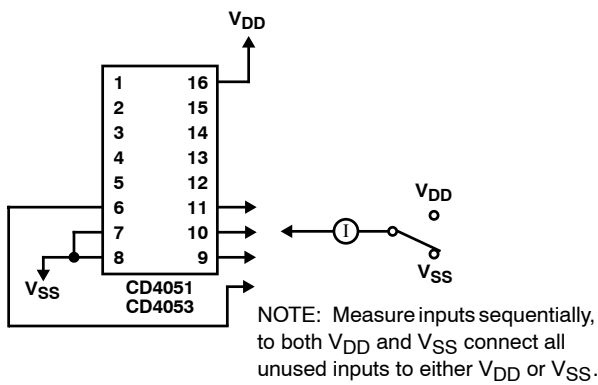 VDD
1 16
2 15
3 14
4 13
5 12
6 11
7 10
8 9
VSS
CD4051
CD4053
I
VDD
VSS
NOTE: Measure inputs sequentially,
to both VDD and VSS connect all
unused inputs to either VDD or VSS.